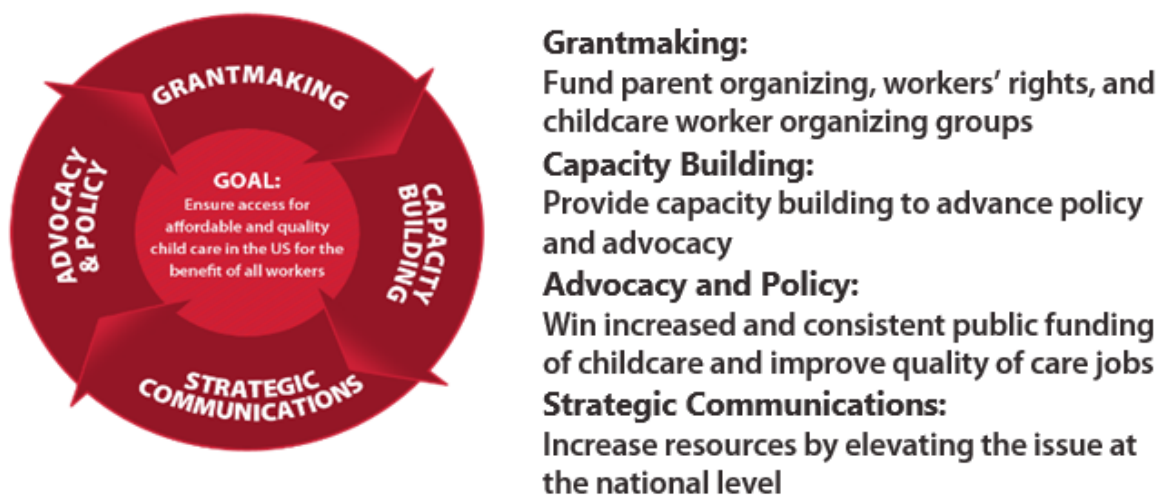 GRANTMAKING
CAPACITY
BUILDING
STRATEGIC
COMMUNICATIONS
ADVOCACY
& POLICY
GOAL:
Ensure access for
affordable and quality
child care in the US for the
benefit of all workers
Grantmaking:
Fund parent organizing, workers' rights, and
childcare worker organizing groups
Capacity Building:
Provide capacity building to advance policy
and advocacy
Advocacy and Policy:
Win increased and consistent public funding
of childcare and improve quality of care jobs
Strategic Communications:
Increase resources by elevating the issue at
the national level